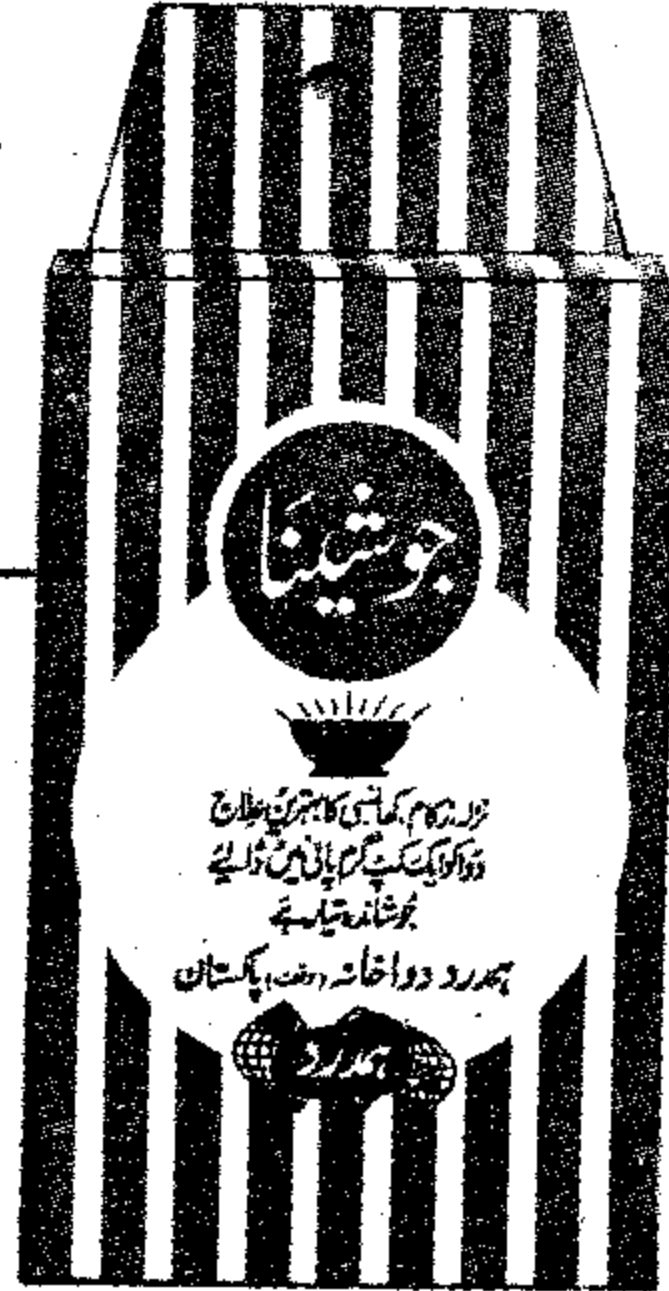 جوشینا
نزلہ، زکام، کھانسی کا بہترین علاج
دوا کو ایک کپ گرم پانی میں ڈالیے
جوشاندہ تیار ہے
ہمدرد دواخانہ (وقف) پاکستان
ہمدرد